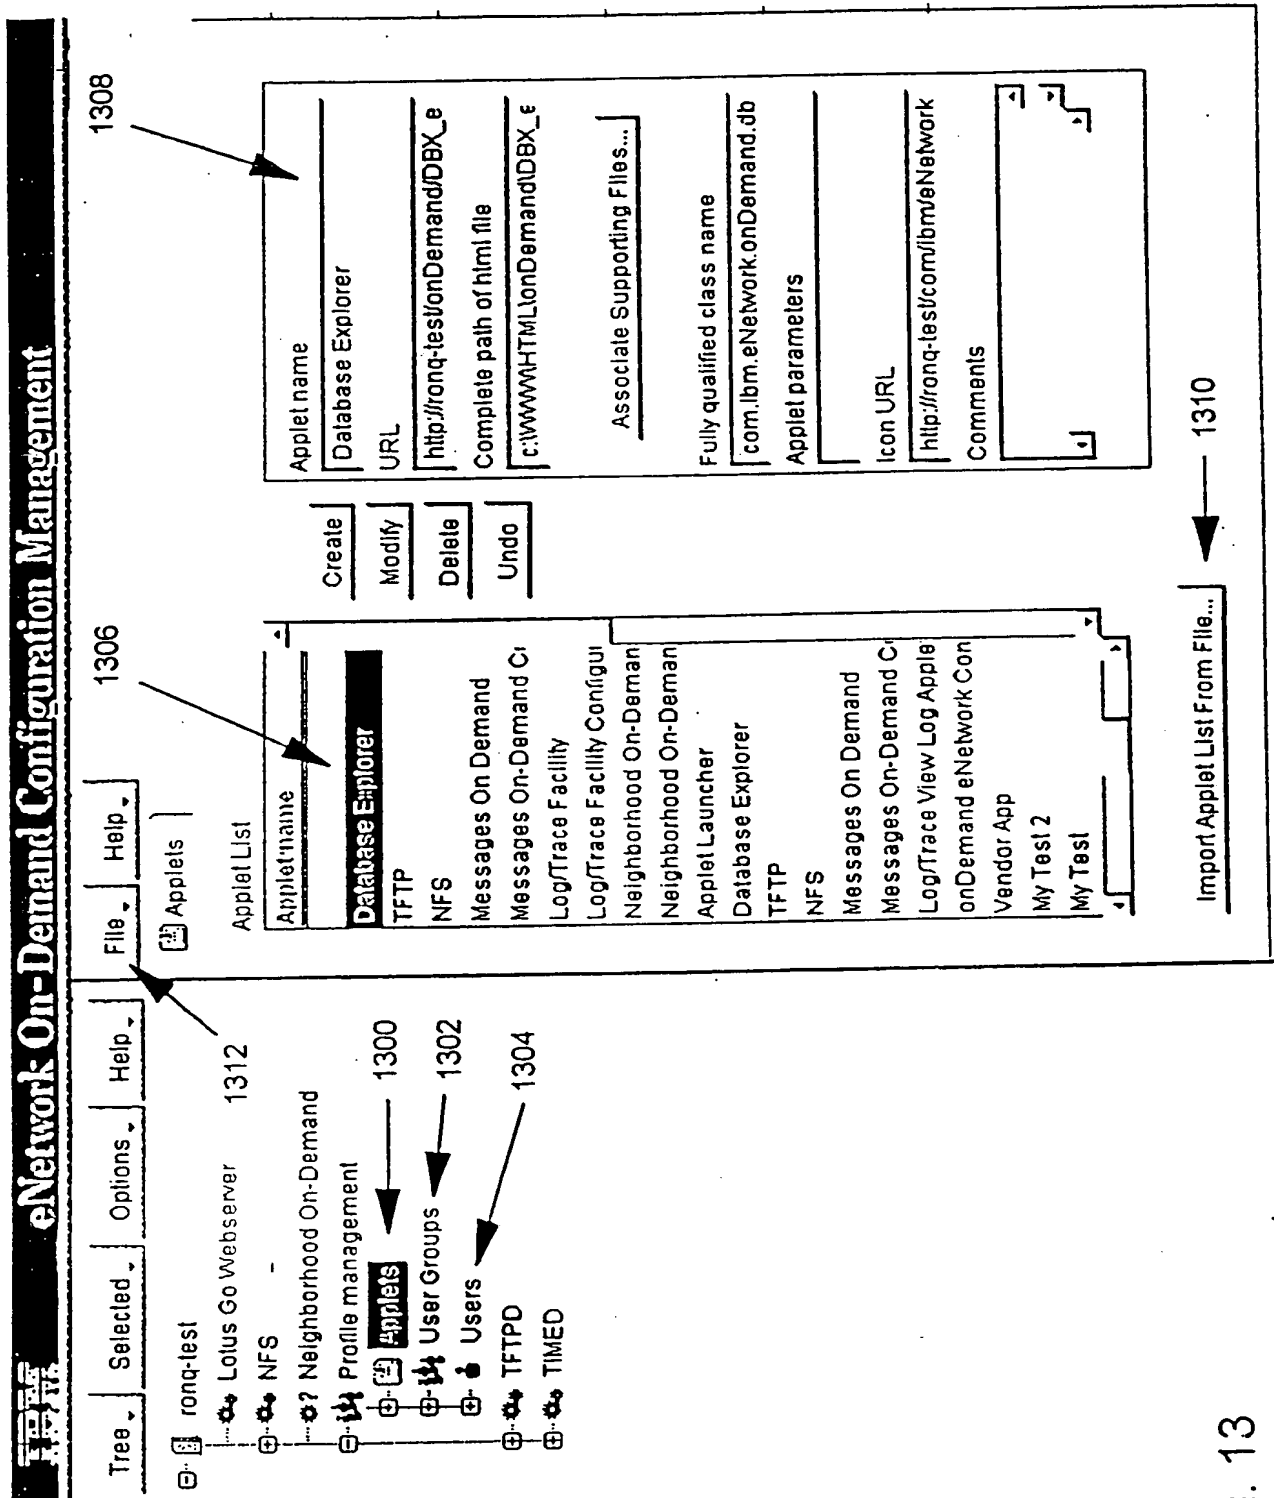 IBM eNetwork On-Demand Configuration Management
Tree Selected Options Help
File Help
1312
ronq-test
Lotus Go Webserver
NFS
? Neighborhood On-Demand
Profile management
Applets
1300
User Groups
1302
Users
1304
TFTPD
TIMED
Applets
Applet List
1306
Applet name
Database Explorer
TFTP
NFS
Messages On Demand
Messages On-Demand C
Log/Trace Facility
Log/Trace Facility Configu
Neighborhood On-Deman
Neighborhood On-Deman
Applet Launcher
Database Explorer
TFTP
NFS
Messages On Demand
Messages On-Demand C
Log/Trace View Log Apple
onDemand eNetwork Con
Vendor App
My Test 2
My Test
Import Applet List From File...
1310
Create
Modify
Delete
Undo
1308
Applet name
Database Explorer
URL
http://ronq-test/onDemand/DBX_e
Complete path of html file
c:\WWW\HTML\onDemand\DBX_e
Associate Supporting Files...
Fully qualified class name
com.ibm.eNetwork.onDemand.db
Applet parameters
Icon URL
http://ronq-test/com/ibm/eNetwork
Comments
. 13